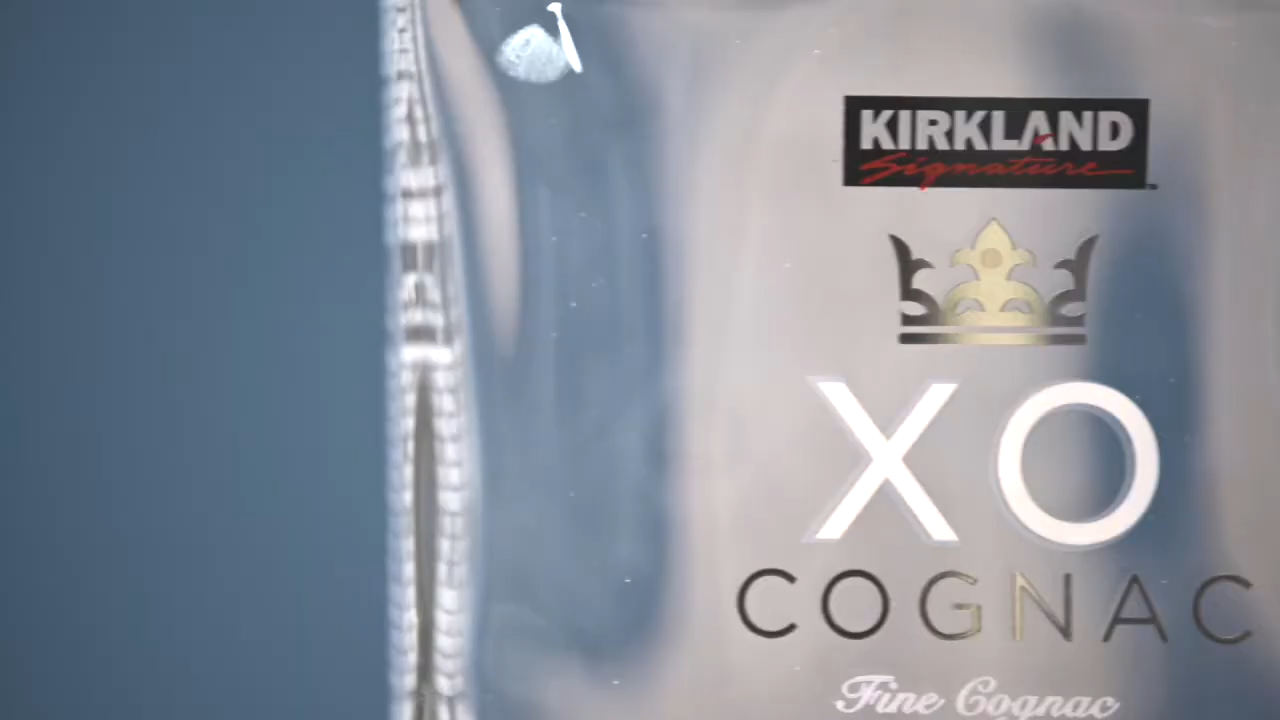 KIRKLAND
Signature
XO
COGNAC
Fine Cognac